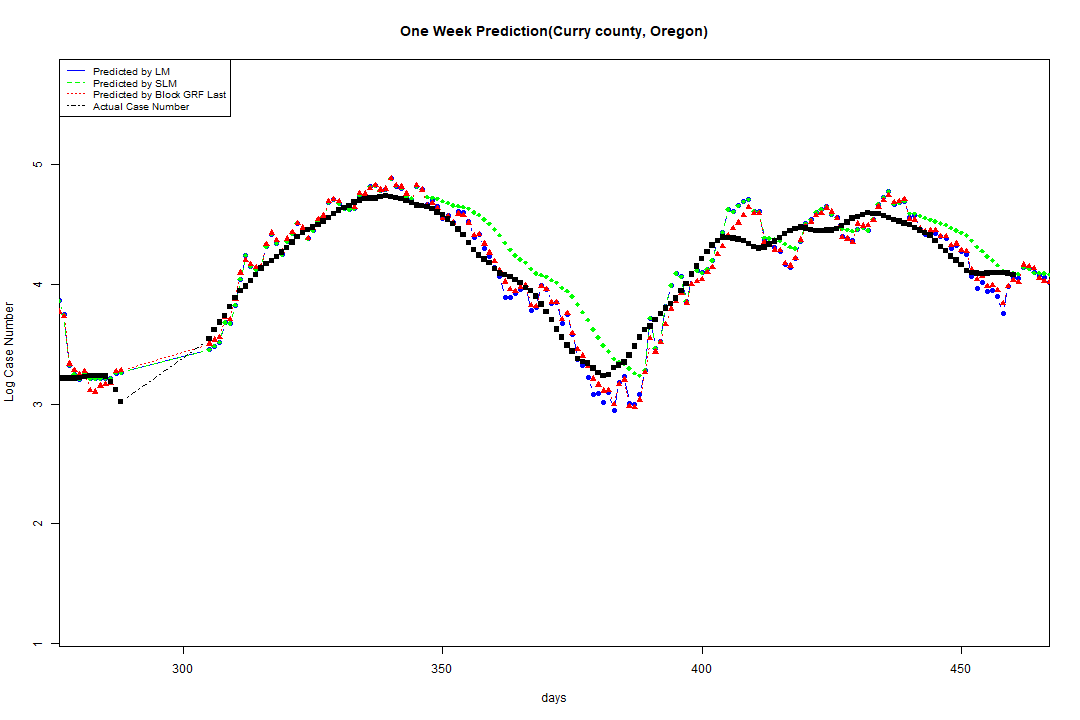 One Week Prediction(Curry county, Oregon)
Predicted by LM
Predicted by SLM
Predicted by Block GRF Last
Actual Case Number
5
4
3
2
1
Log Case Number
300 350 400 450
days